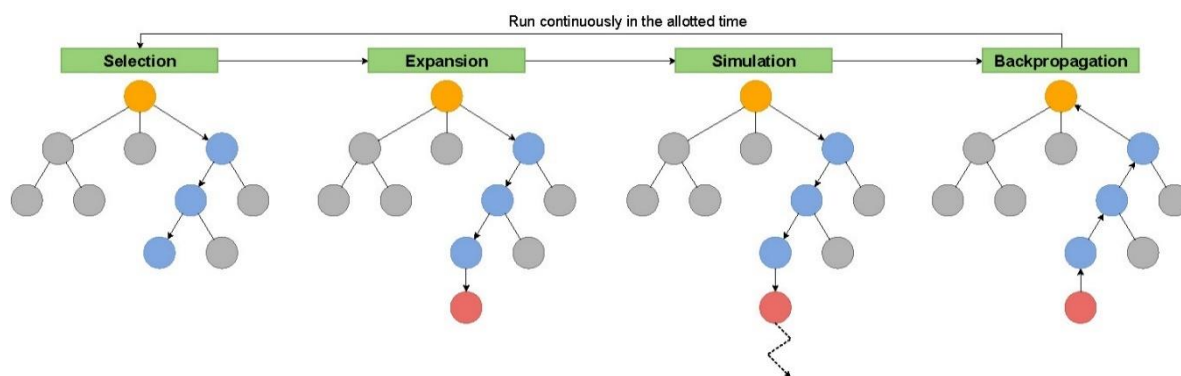 Run continuously in the allotted time
Selection
Expansion
Simulation
Backpropagation